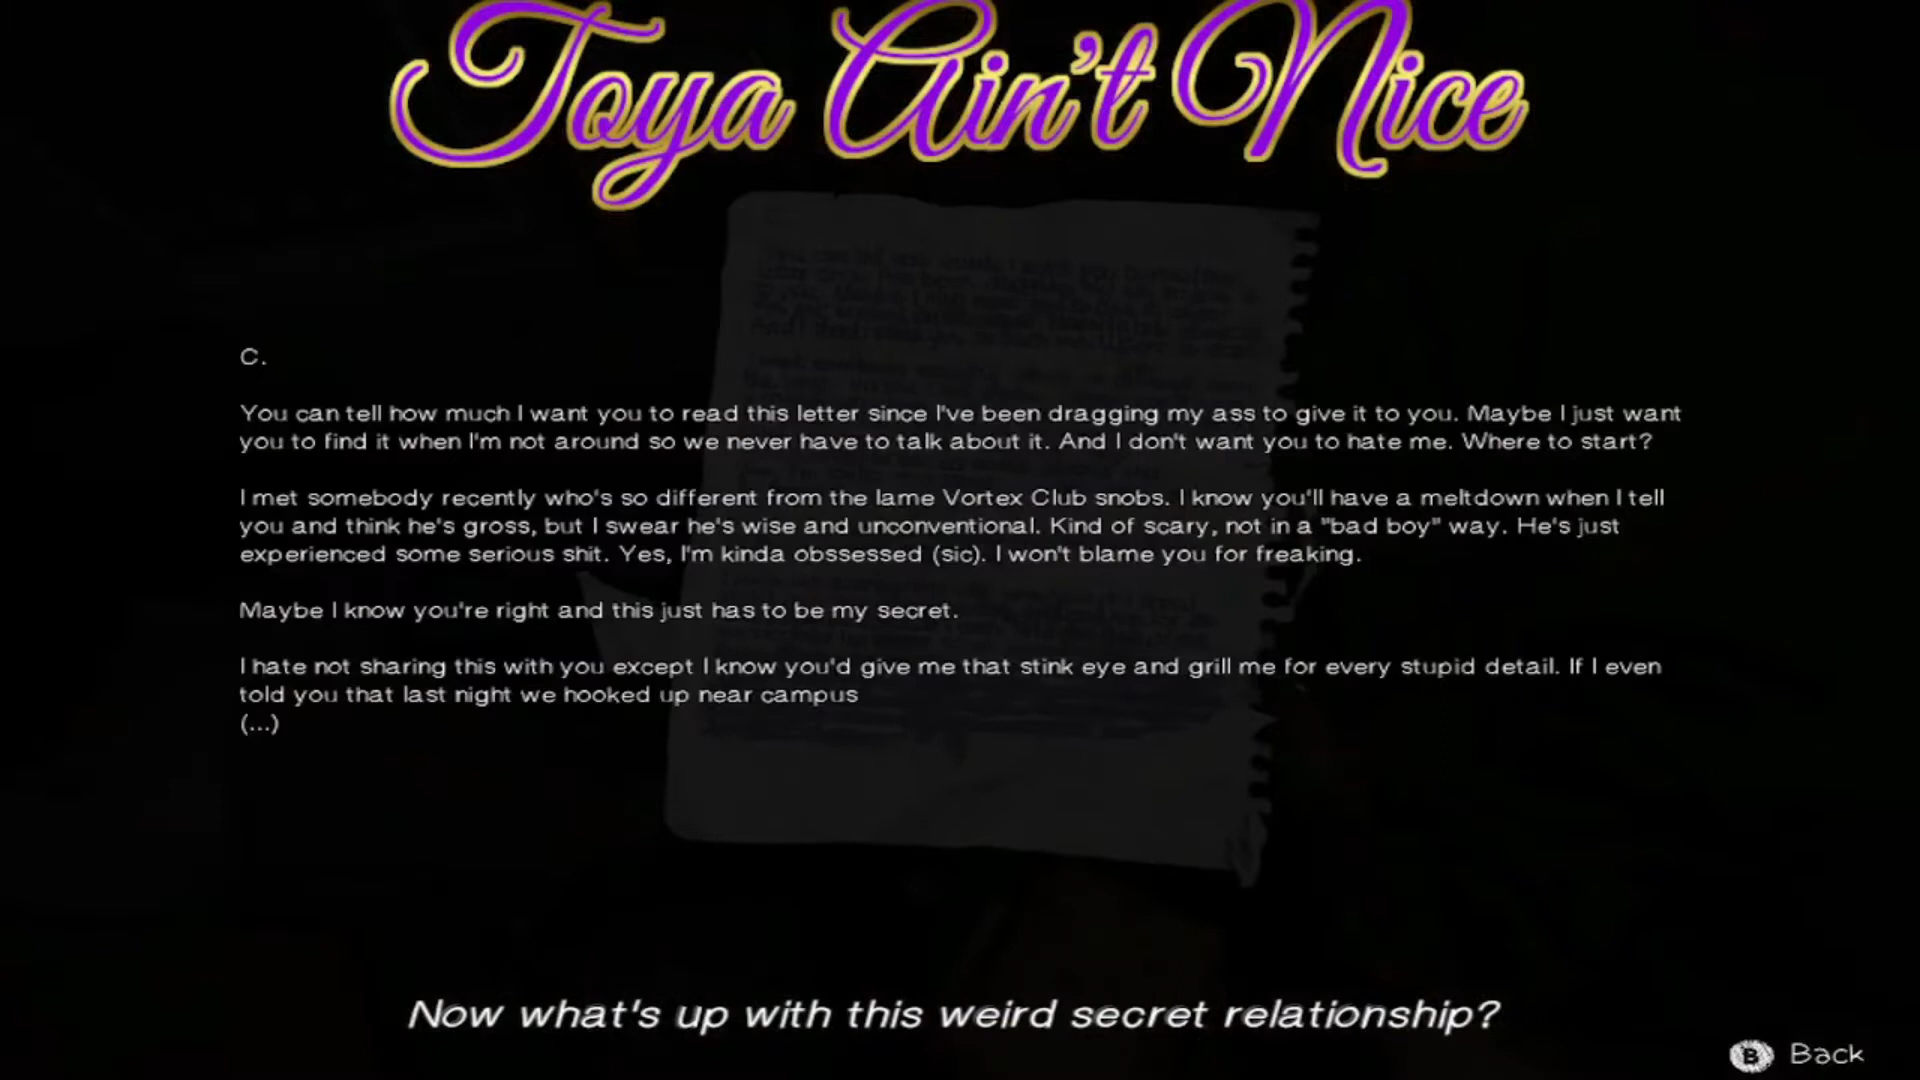 Toya Ain't Nice
C.
You can tell how much I want you to read this letter since I've been dragging my ass to give it to you. Maybe I just want
you to find it when I'm not around so we never have to talk about it. And I don't want you to hate me. Where to start?
I met somebody recently who's so different from the lame Vortex Club snobs. I know you'll have a meltdown when I tell
you and think he's gross, but I swear he's wise and unconventional. Kind of scary, not in a "bad boy" way. He's just
experienced some serious shit. Yes, I'm kinda obssessed (sic). I won't blame you for freaking.
Maybe I know you're right and this just has to be my secret.
I hate not sharing this with you except I know you'd give me that stink eye and grill me for every stupid detail. If I even
told you that last night we hooked up near campus
(...)
Now what's up with this weird secret relationship?
B Back